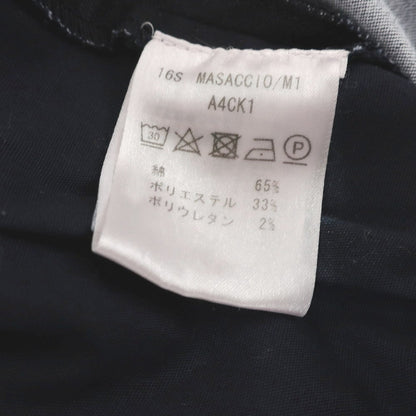 16s MASACCIO/M1
A4CK1
30 P
綿 65%
ポリエステル 33%
ポリウレタン 2%